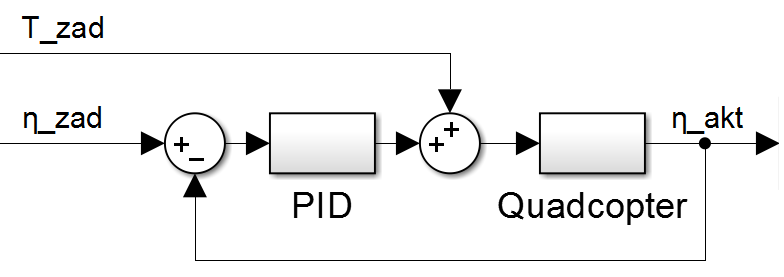 T_zad
η_zad
+
−
+
+
η_akt
PID
Quadcopter